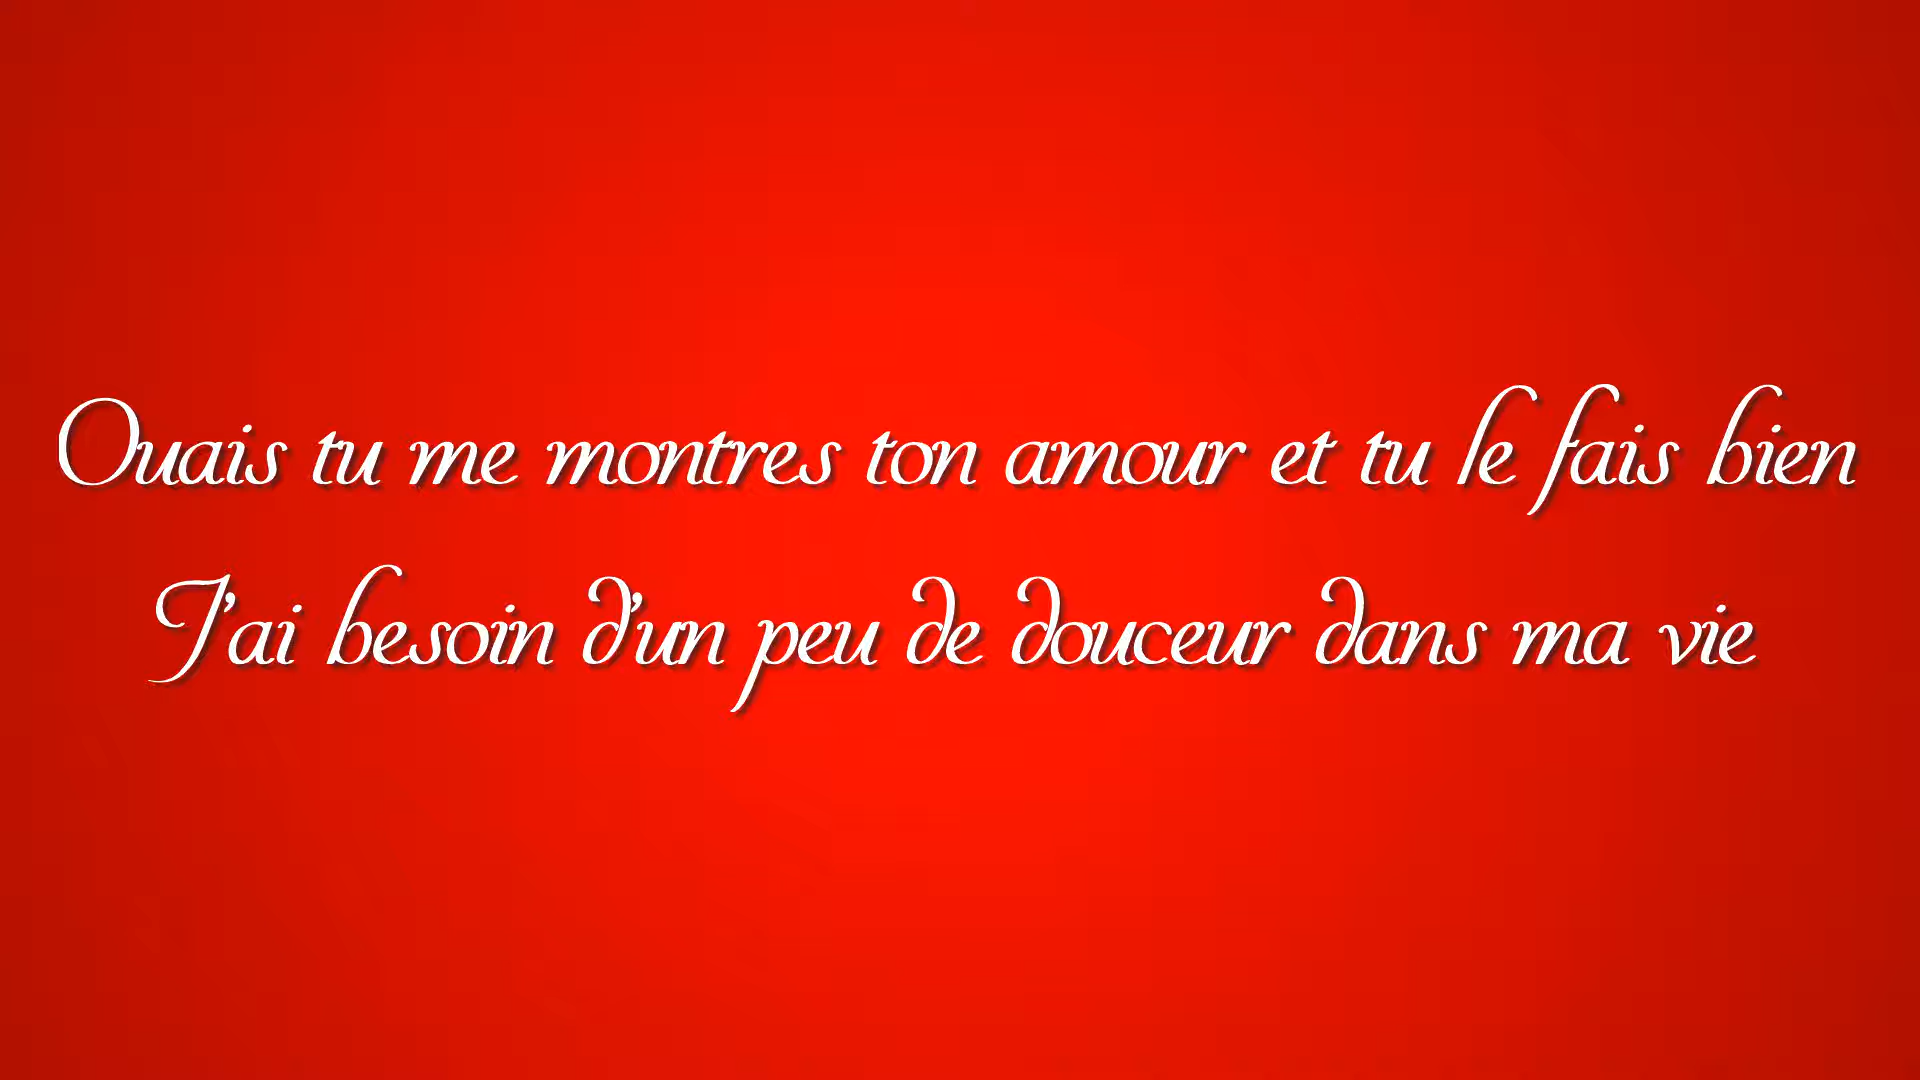 Ouais tu me montres ton amour et tu le fais bien
J'ai besoin d'un peu de douceur dans ma vie